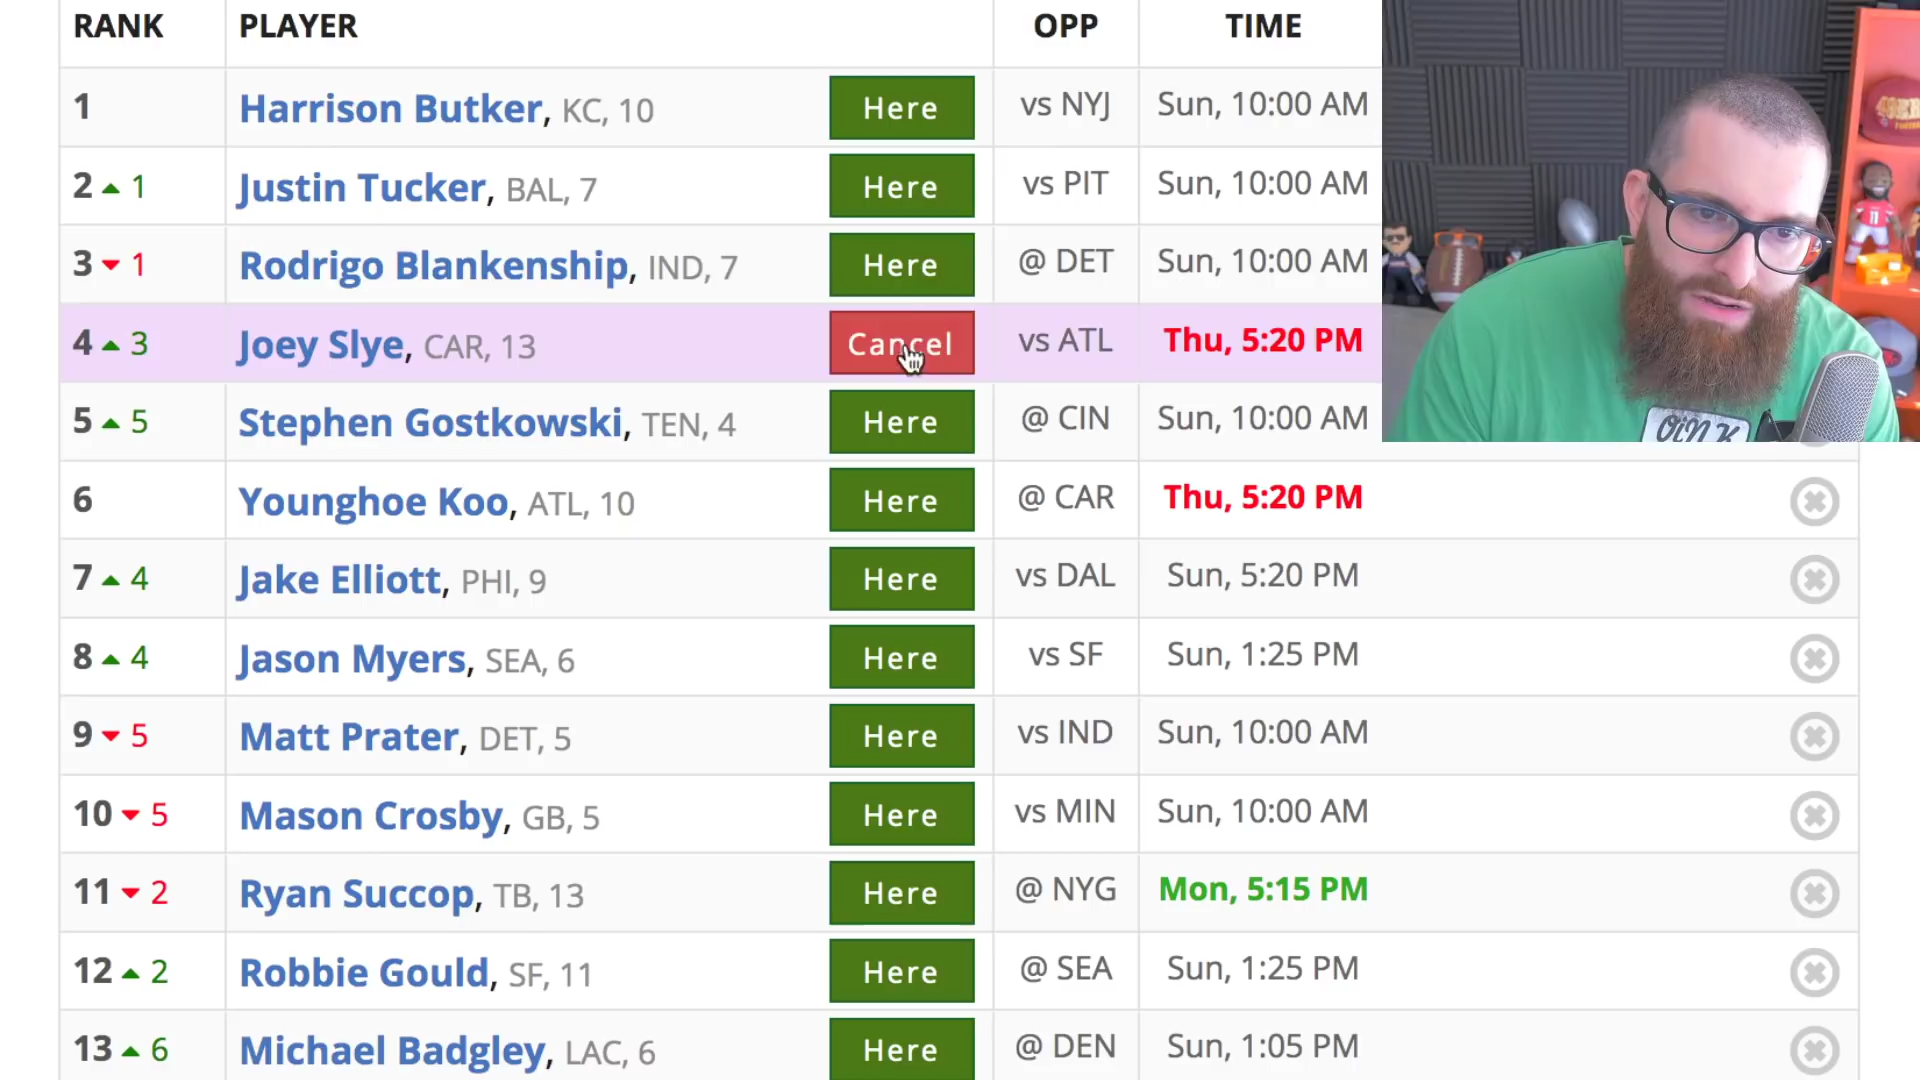 RANK PLAYER OPP TIME
1 Harrison Butker, KC, 10 Here vs NYJ Sun, 10:00 AM
2 1 Justin Tucker, BAL, 7 Here vs PIT Sun, 10:00 AM
3 1 Rodrigo Blankenship, IND, 7 Here @ DET Sun, 10:00 AM
4 3 Joey Slye, CAR, 13 Cancel vs ATL Thu, 5:20 PM
5 5 Stephen Gostkowski, TEN, 4 Here @ CIN Sun, 10:00 AM
6 Younghoe Koo, ATL, 10 Here @ CAR Thu, 5:20 PM
7 4 Jake Elliott, PHI, 9 Here vs DAL Sun, 5:20 PM
8 4 Jason Myers, SEA, 6 Here vs SF Sun, 1:25 PM
9 5 Matt Prater, DET, 5 Here vs IND Sun, 10:00 AM
10 5 Mason Crosby, GB, 5 Here vs MIN Sun, 10:00 AM
11 2 Ryan Succop, TB, 13 Here @ NYG Mon, 5:15 PM
12 2 Robbie Gould, SF, 11 Here @ SEA Sun, 1:25 PM
13 6 Michael Badgley, LAC, 6 Here @ DEN Sun, 1:05 PM
49ERS
11